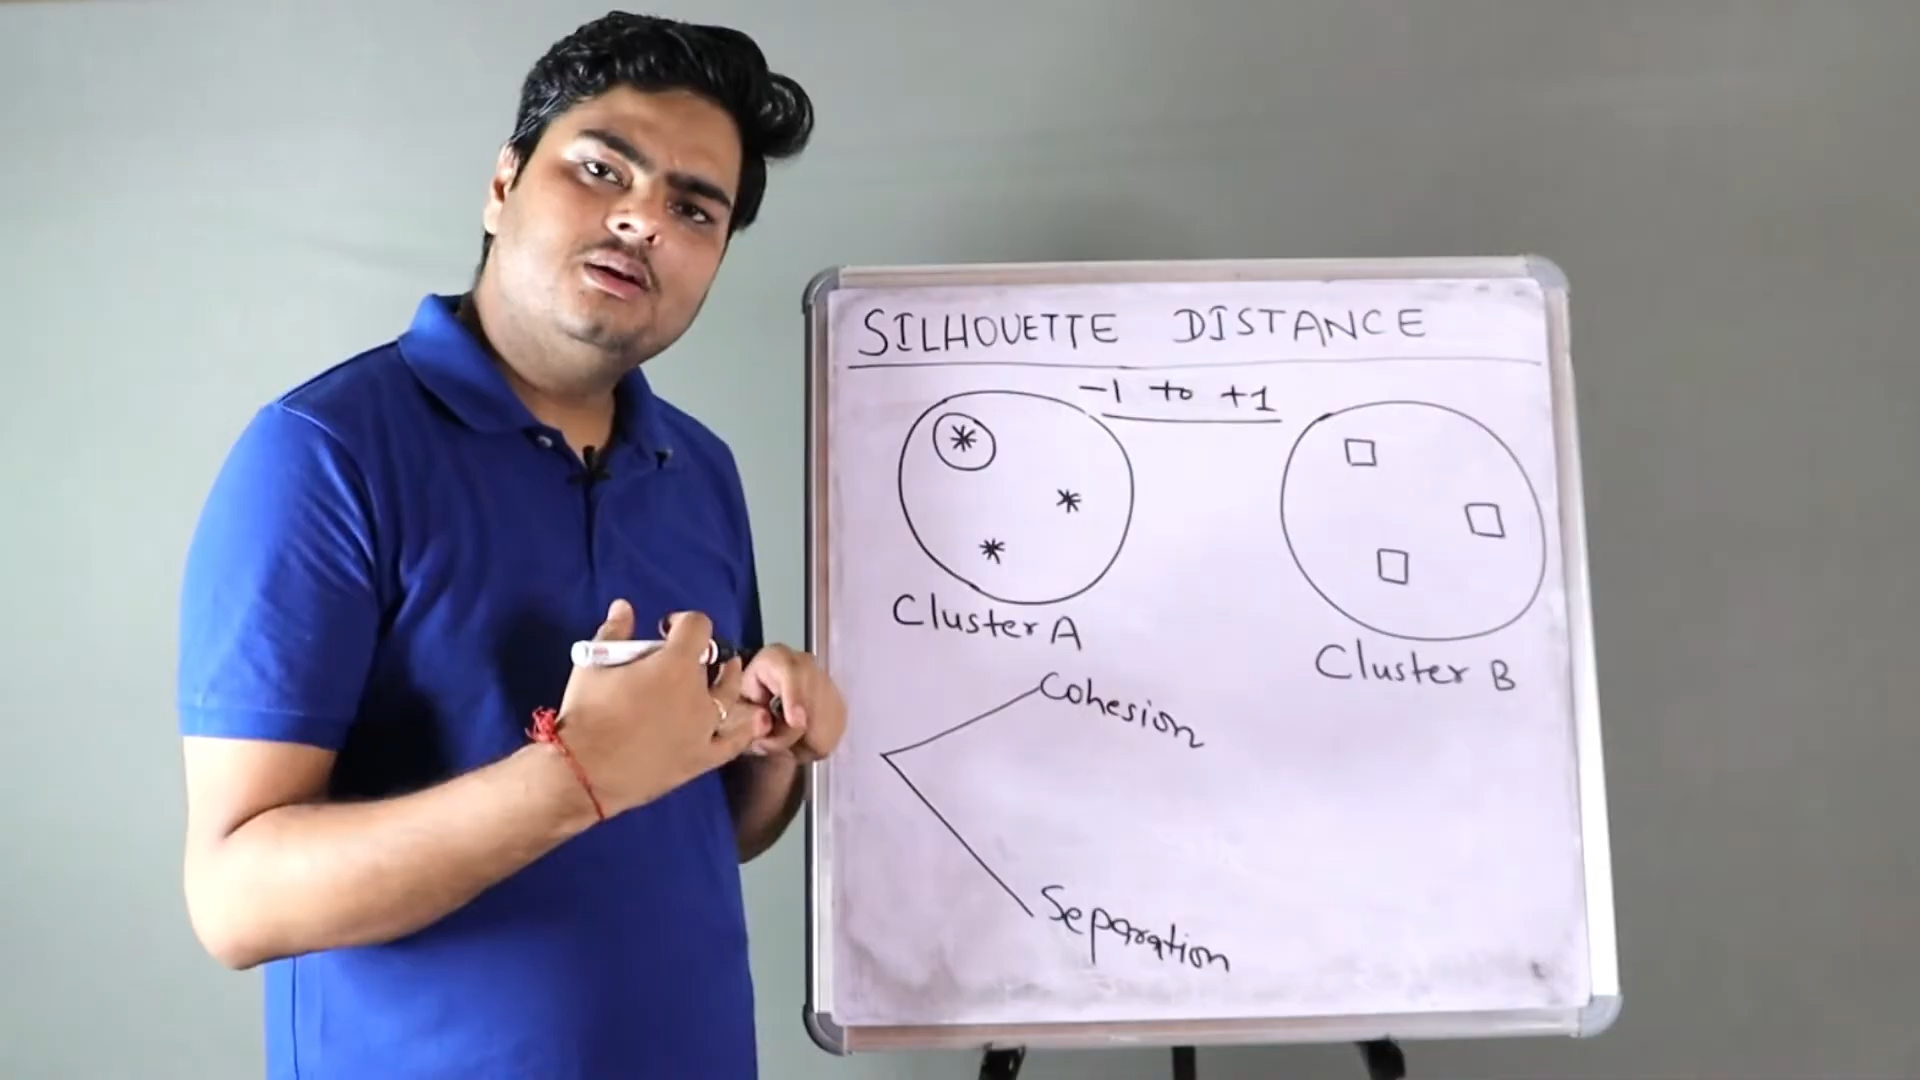 SILHOUETTE DISTANCE
-1 to +1
Cluster A
Cluster B
Cohesion
Separation